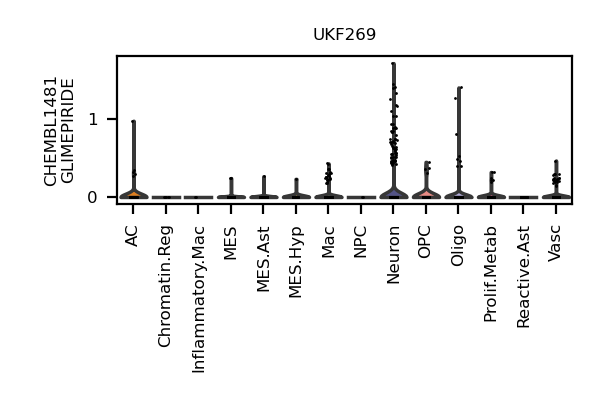 UKF269
CHEMBL1481
GLIMEPIRIDE
1
0
AC
Chromatin.Reg
Inflammatory.Mac
MES
MES.Ast
MES.Hyp
Mac
NPC
Neuron
OPC
Oligo
Prolif.Metab
Reactive.Ast
Vasc